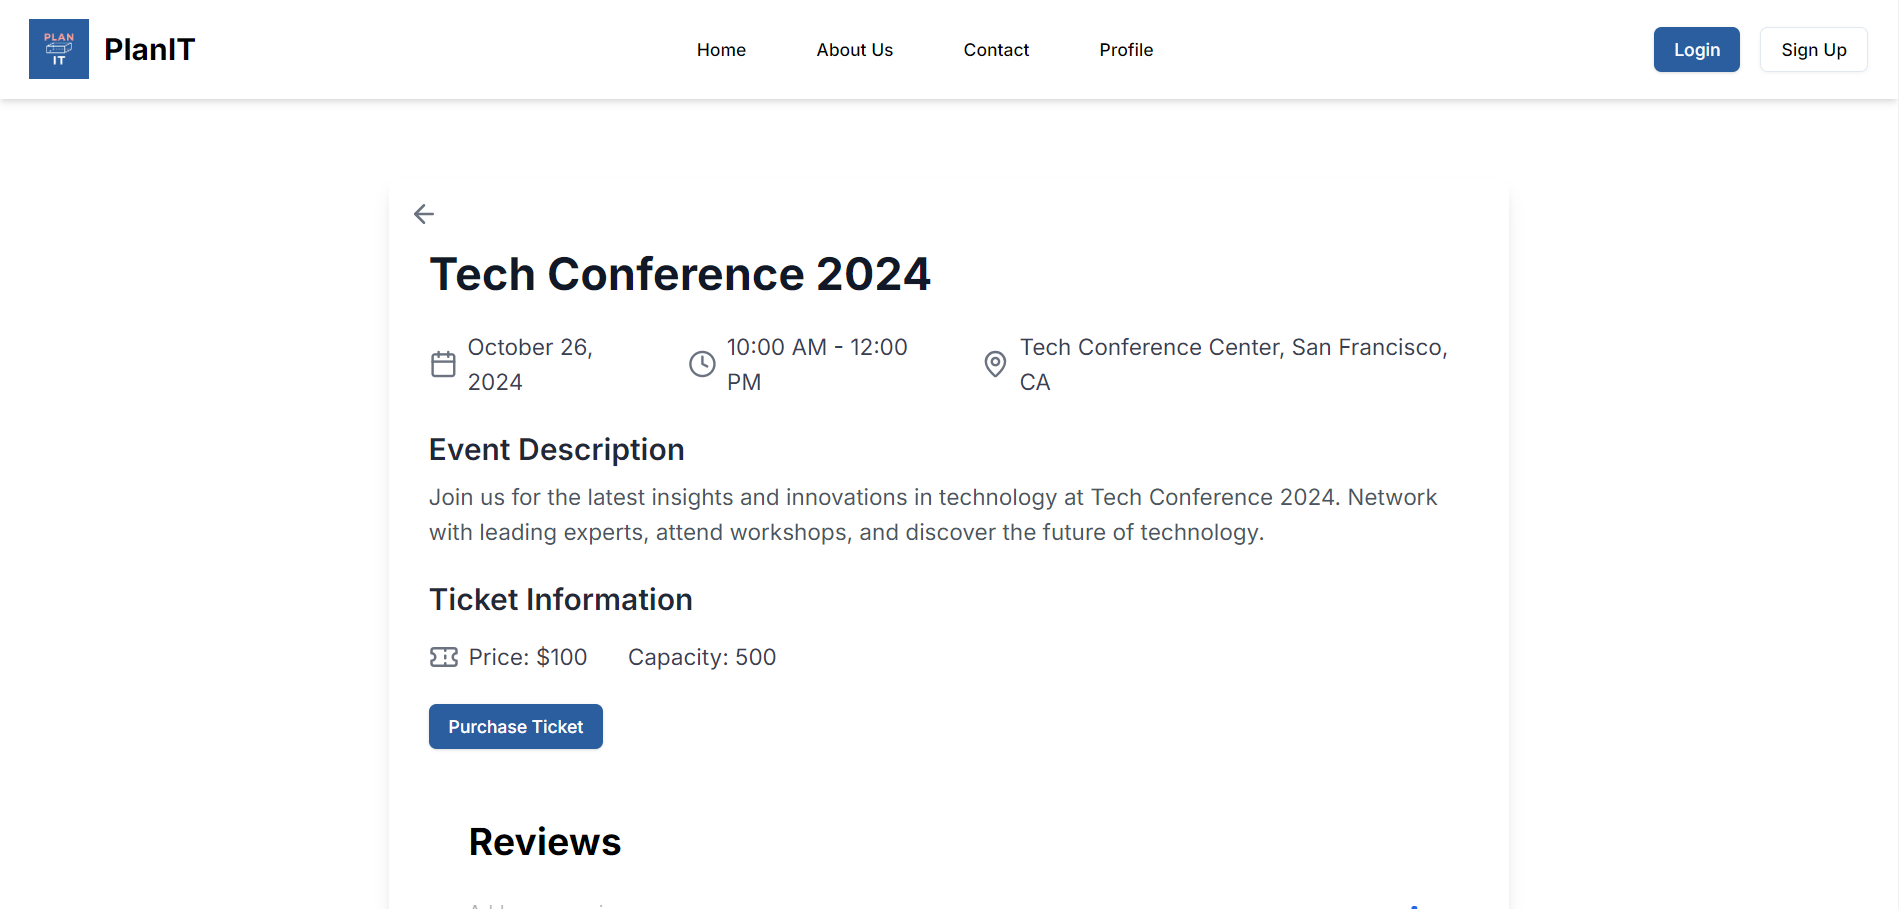 PLAN
IT
PlanIT
Home About Us Contact Profile
Login Sign Up
Tech Conference 2024
October 26,
2024
10:00 AM - 12:00
PM
Tech Conference Center, San Francisco,
CA
Event Description
Join us for the latest insights and innovations in technology at Tech Conference 2024. Network
with leading experts, attend workshops, and discover the future of technology.
Ticket Information
Price: $100 Capacity: 500
Purchase Ticket
Reviews